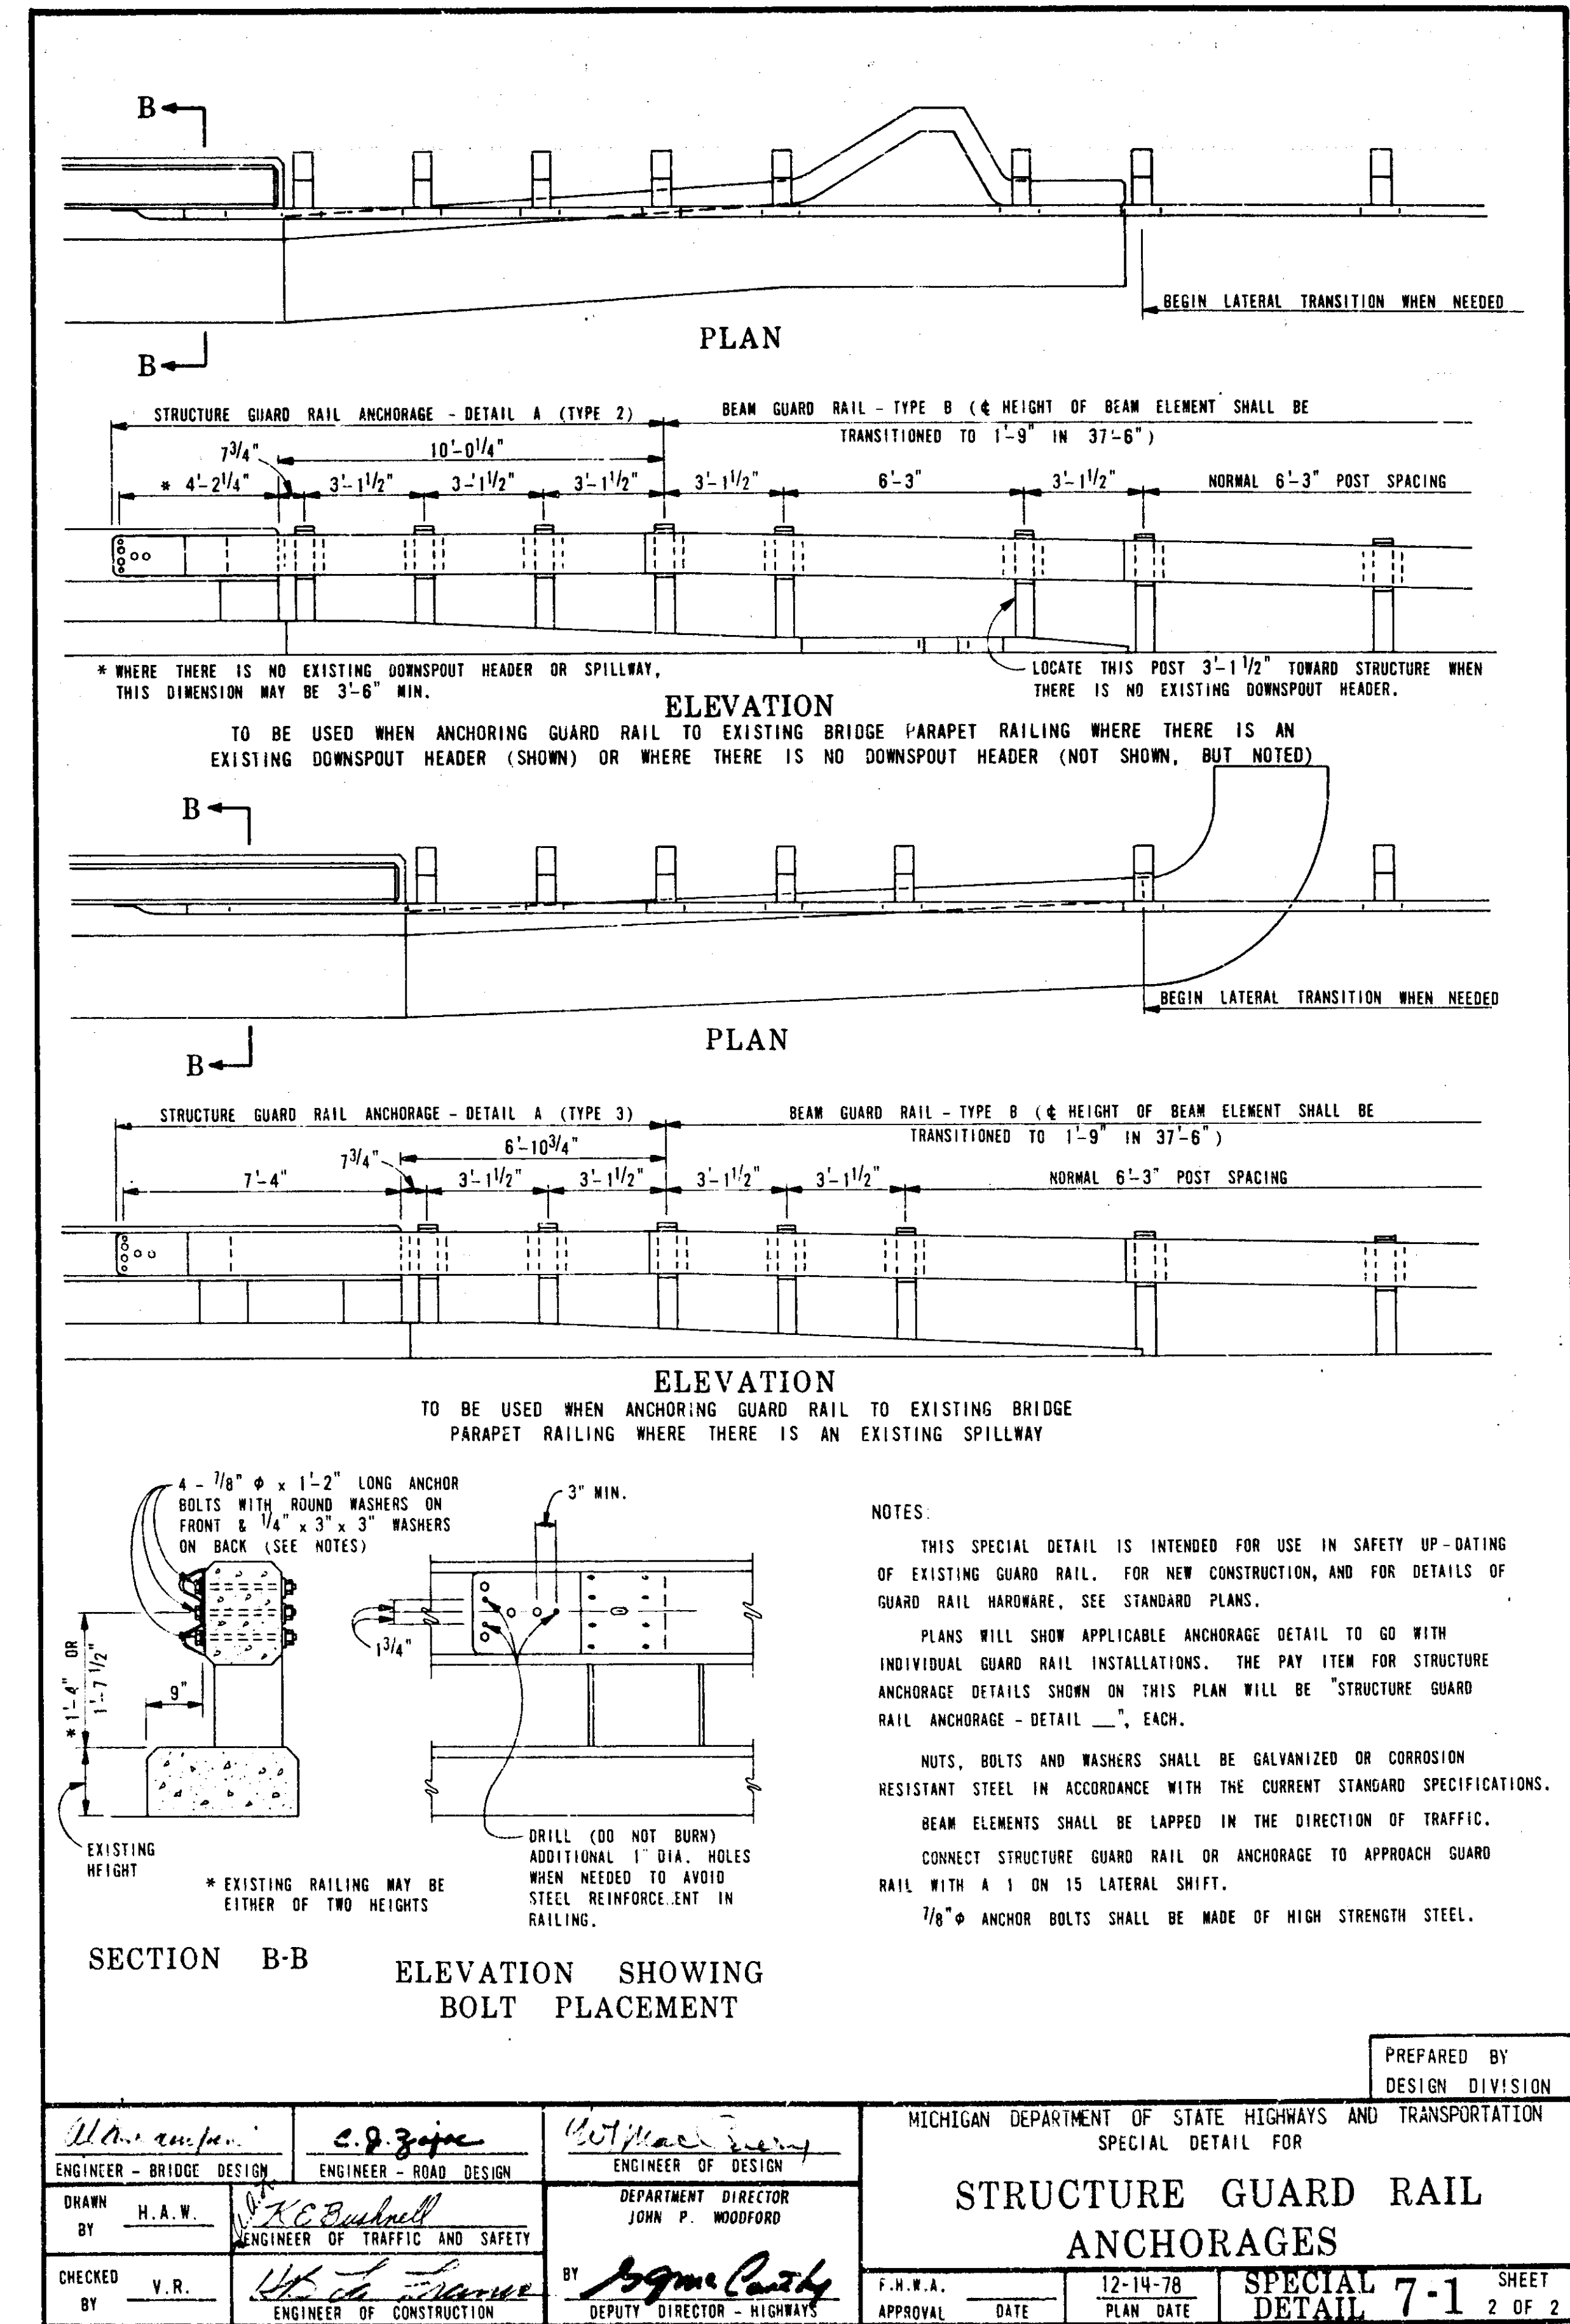 B
B
PLAN
BEGIN LATERAL TRANSITION WHEN NEEDED
STRUCTURE GUARD RAIL ANCHORAGE - DETAIL A (TYPE 2)
BEAM GUARD RAIL - TYPE B (℄ HEIGHT OF BEAM ELEMENT SHALL BE
TRANSITIONED TO 1'-9" IN 37'-6")
7 3/4"
10'-0 1/4"
* 4'-2 1/4"
3'-1 1/2"
3'-1 1/2"
3'-1 1/2"
3'-1 1/2"
6'-3"
3'-1 1/2"
NORMAL 6'-3" POST SPACING
* WHERE THERE IS NO EXISTING DOWNSPOUT HEADER OR SPILLWAY,
THIS DIMENSION MAY BE 3'-6" MIN.
LOCATE THIS POST 3'-1 1/2" TOWARD STRUCTURE WHEN
THERE IS NO EXISTING DOWNSPOUT HEADER.
ELEVATION
TO BE USED WHEN ANCHORING GUARD RAIL TO EXISTING BRIDGE PARAPET RAILING WHERE THERE IS AN
EXISTING DOWNSPOUT HEADER (SHOWN) OR WHERE THERE IS NO DOWNSPOUT HEADER (NOT SHOWN, BUT NOTED)
B
B
PLAN
BEGIN LATERAL TRANSITION WHEN NEEDED
STRUCTURE GUARD RAIL ANCHORAGE - DETAIL A (TYPE 3)
BEAM GUARD RAIL - TYPE B (℄ HEIGHT OF BEAM ELEMENT SHALL BE
TRANSITIONED TO 1'-9" IN 37'-6")
7 3/4"
6'-10 3/4"
7'-4"
3'-1 1/2"
3'-1 1/2"
3'-1 1/2"
3'-1 1/2"
NORMAL 6'-3" POST SPACING
ELEVATION
TO BE USED WHEN ANCHORING GUARD RAIL TO EXISTING BRIDGE
PARAPET RAILING WHERE THERE IS AN EXISTING SPILLWAY
4 - 7/8" φ x 1'-2" LONG ANCHOR
BOLTS WITH ROUND WASHERS ON
FRONT & 1/4" x 3" x 3" WASHERS
ON BACK (SEE NOTES)
* 1'-4" OR
1'-7 1/2"
9"
EXISTING
HEIGHT
* EXISTING RAILING MAY BE
EITHER OF TWO HEIGHTS
SECTION B-B
3" MIN.
1 3/4"
DRILL (DO NOT BURN)
ADDITIONAL 1" DIA. HOLES
WHEN NEEDED TO AVOID
STEEL REINFORCE..ENT IN
RAILING.
ELEVATION SHOWING
BOLT PLACEMENT
NOTES:
THIS SPECIAL DETAIL IS INTENDED FOR USE IN SAFETY UP-DATING
OF EXISTING GUARD RAIL. FOR NEW CONSTRUCTION, AND FOR DETAILS OF
GUARD RAIL HARDWARE, SEE STANDARD PLANS.
PLANS WILL SHOW APPLICABLE ANCHORAGE DETAIL TO GO WITH
INDIVIDUAL GUARD RAIL INSTALLATIONS. THE PAY ITEM FOR STRUCTURE
ANCHORAGE DETAILS SHOWN ON THIS PLAN WILL BE "STRUCTURE GUARD
RAIL ANCHORAGE - DETAIL __", EACH.
NUTS, BOLTS AND WASHERS SHALL BE GALVANIZED OR CORROSION
RESISTANT STEEL IN ACCORDANCE WITH THE CURRENT STANDARD SPECIFICATIONS.
BEAM ELEMENTS SHALL BE LAPPED IN THE DIRECTION OF TRAFFIC.
CONNECT STRUCTURE GUARD RAIL OR ANCHORAGE TO APPROACH GUARD
RAIL WITH A 1 ON 15 LATERAL SHIFT.
7/8" φ ANCHOR BOLTS SHALL BE MADE OF HIGH STRENGTH STEEL.
PREPARED BY
DESIGN DIVISION
ENGINEER - BRIDGE DESIGN
ENGINEER - ROAD DESIGN
ENGINEER OF DESIGN
DRAWN
BY
H.A.W.
K E Bushnell
ENGINEER OF TRAFFIC AND SAFETY
CHECKED
BY
V.R.
ENGINEER OF CONSTRUCTION
DEPARTMENT DIRECTOR
JOHN P. WOODFORD
BY
DEPUTY DIRECTOR - HIGHWAYS
MICHIGAN DEPARTMENT OF STATE HIGHWAYS AND TRANSPORTATION
SPECIAL DETAIL FOR
STRUCTURE GUARD RAIL
ANCHORAGES
F.H.W.A.
APPROVAL
DATE
12-14-78
PLAN DATE
SPECIAL
DETAIL
7-1
SHEET
2 OF 2